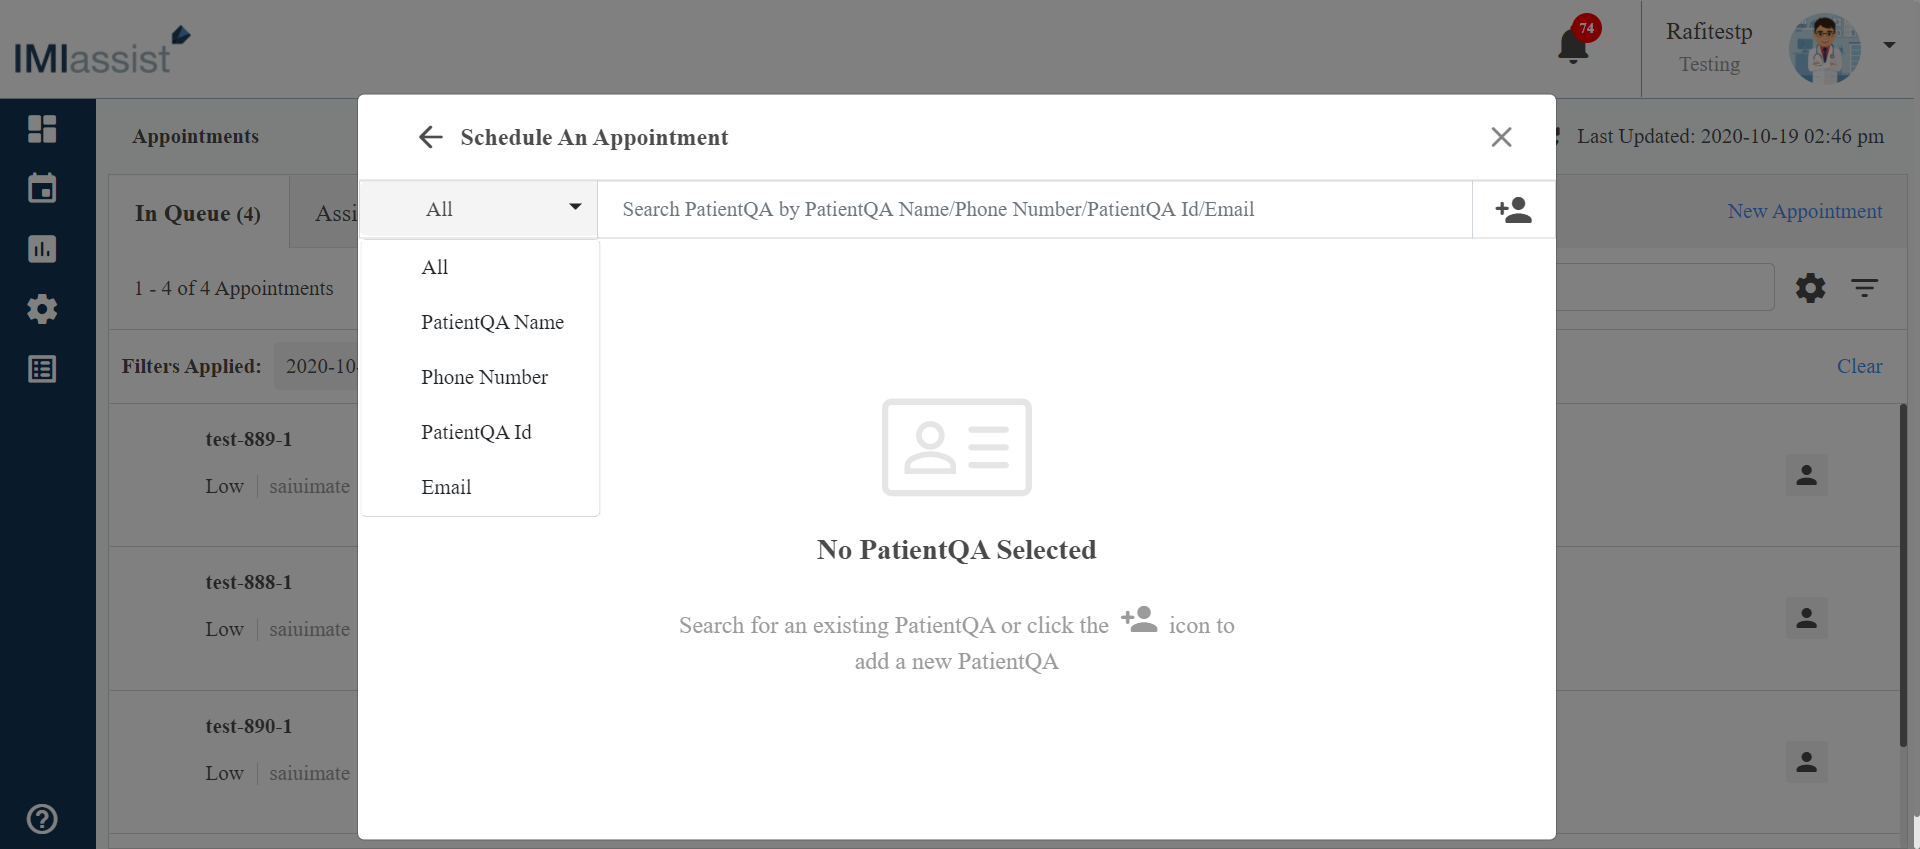 IMIassist
74
Rafitestp
Testing
Appointments
Schedule An Appointment
Last Updated: 2020-10-19 02:46 pm
In Queue (4)
Assi
All
Search PatientQA by PatientQA Name/Phone Number/PatientQA Id/Email
New Appointment
All
PatientQA Name
Phone Number
PatientQA Id
Email
1 - 4 of 4 Appointments
Filters Applied:
2020-10-
Clear
test-889-1
Low
saiuimate
test-888-1
Low
saiuimate
test-890-1
Low
saiuimate
No PatientQA Selected
Search for an existing PatientQA or click the icon to
add a new PatientQA